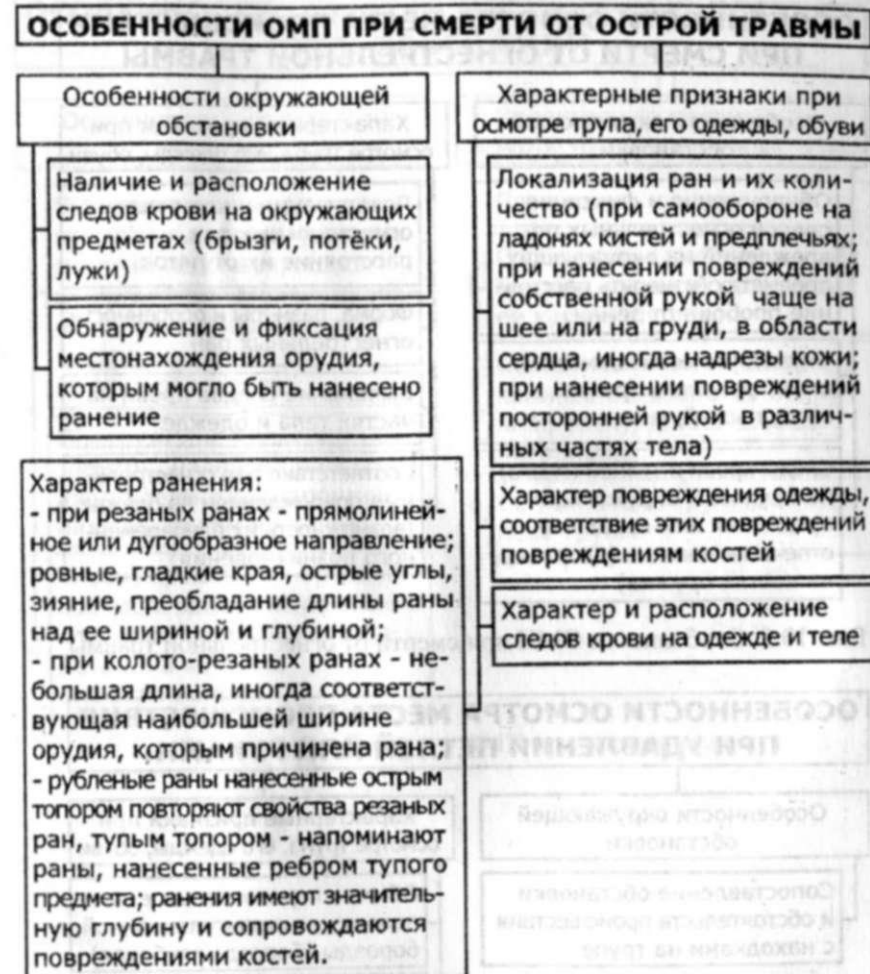 ОСОБЕННОСТИ ОМП ПРИ СМЕРТИ ОТ ОСТРОЙ ТРАВМЫ
Особенности окружающей
обстановки
Наличие и расположение
следов крови на окружающих
предметах (брызги, потёки,
лужи)
Обнаружение и фиксация
местонахождения орудия,
которым могло быть нанесено
ранение
Характерные признаки при
осмотре трупа, его одежды, обуви
Локализация ран и их коли-
чество (при самообороне на
ладонях кистей и предплечьях;
при нанесении повреждений
собственной рукой чаще на
шее или на груди, в области
сердца, иногда надрезы кожи;
при нанесении повреждений
посторонней рукой в различ-
ных частях тела)
Характер повреждения одежды,
соответствие этих повреждений
повреждениям костей
Характер и расположение
следов крови на одежде и теле
Характер ранения:
- при резаных ранах - прямолиней-
ное или дугообразное направление;
ровные, гладкие края, острые углы,
зияние, преобладание длины раны
над ее шириной и глубиной;
- при колото-резаных ранах - не-
большая длина, иногда соответст-
вующая наибольшей ширине
орудия, которым причинена рана;
- рубленые раны нанесенные острым
топором повторяют свойства резаных
ран, тупым топором - напоминают
раны, нанесенные ребром тупого
предмета; ранения имеют значитель-
ную глубину и сопровождаются
повреждениями костей.